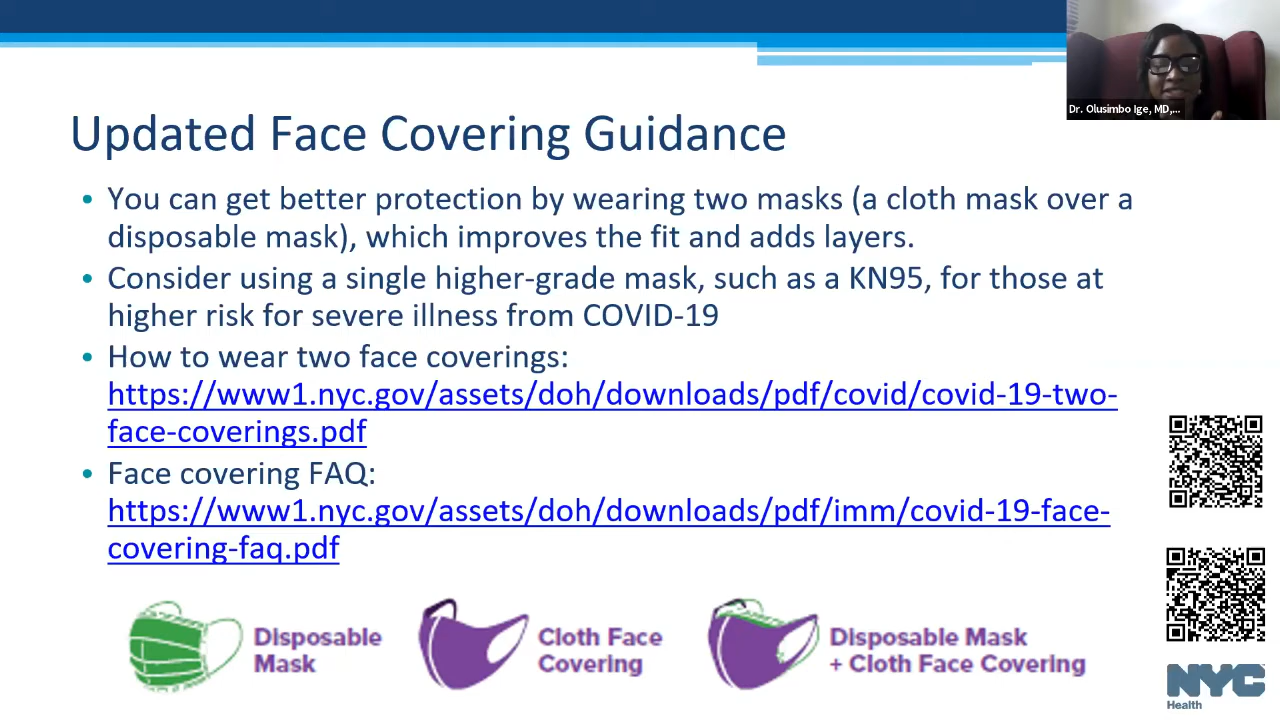 Dr. Olusimbo Ige, MD,...
Updated Face Covering Guidance
• You can get better protection by wearing two masks (a cloth mask over a
disposable mask), which improves the fit and adds layers.
• Consider using a single higher-grade mask, such as a KN95, for those at
higher risk for severe illness from COVID-19
• How to wear two face coverings:
https://www1.nyc.gov/assets/doh/downloads/pdf/covid/covid-19-two-
face-coverings.pdf
• Face covering FAQ:
https://www1.nyc.gov/assets/doh/downloads/pdf/imm/covid-19-face-
covering-faq.pdf
Disposable
Mask
Cloth Face
Covering
Disposable Mask
+ Cloth Face Covering
NYC
Health